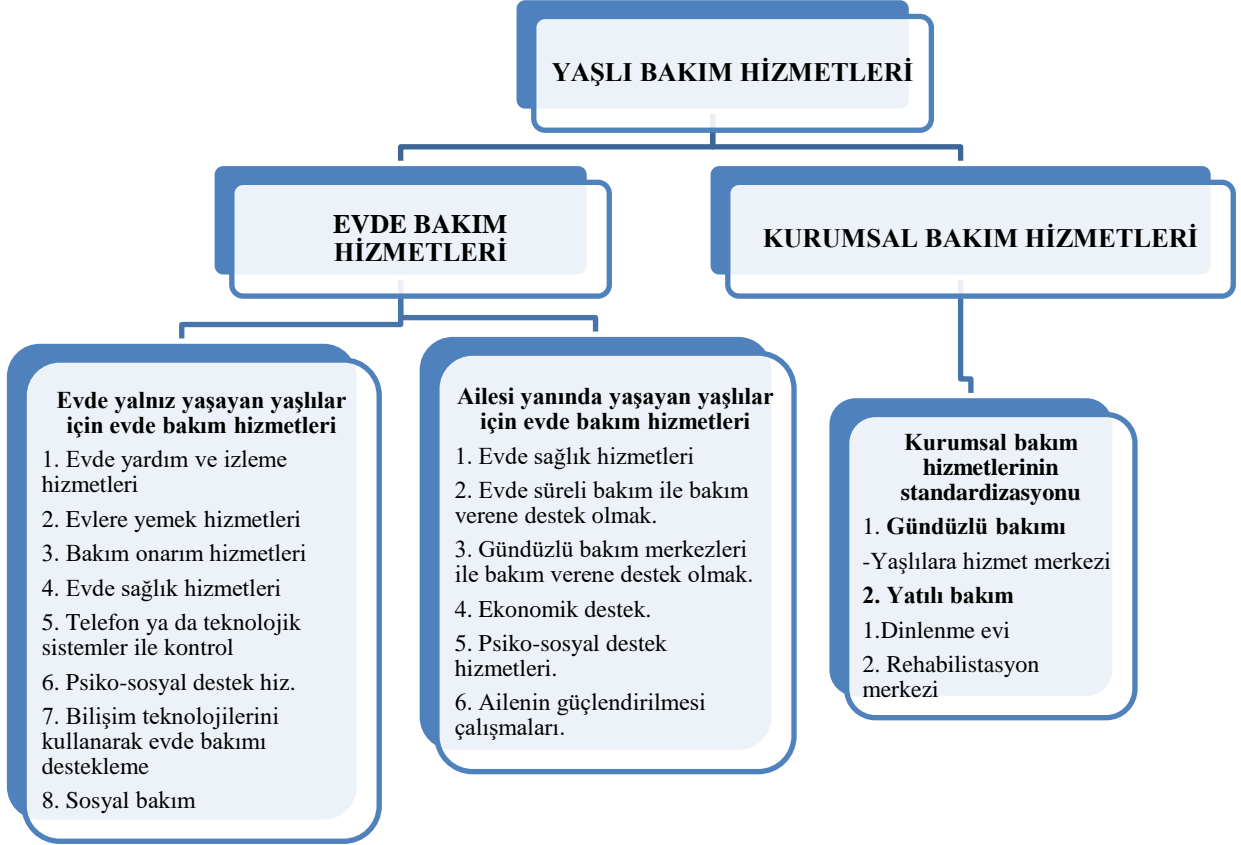 YAŞLI BAKIM HİZMETLERİ
EVDE BAKIM
HİZMETLERİ
KURUMSAL BAKIM HİZMETLERİ
Evde yalnız yaşayan yaşlılar
için evde bakım hizmetleri
1. Evde yardım ve izleme
hizmetleri
2. Evlere yemek hizmetleri
3. Bakım onarım hizmetleri
4. Evde sağlık hizmetleri
5. Telefon ya da teknolojik
sistemler ile kontrol
6. Psiko-sosyal destek hiz.
7. Bilişim teknolojilerini
kullanarak evde bakımı
destekleme
8. Sosyal bakım
Ailesi yanında yaşayan yaşlılar
için evde bakım hizmetleri
1. Evde sağlık hizmetleri
2. Evde süreli bakım ile bakım
verene destek olmak.
3. Gündüzlü bakım merkezleri
ile bakım verene destek olmak.
4. Ekonomik destek.
5. Psiko-sosyal destek
hizmetleri.
6. Ailenin güçlendirilmesi
çalışmaları.
Kurumsal bakım
hizmetlerinin
standardizasyonu
1. Gündüzlü bakımı
-Yaşlılara hizmet merkezi
2. Yatılı bakım
1.Dinlenme evi
2. Rehabilistasyon
merkezi